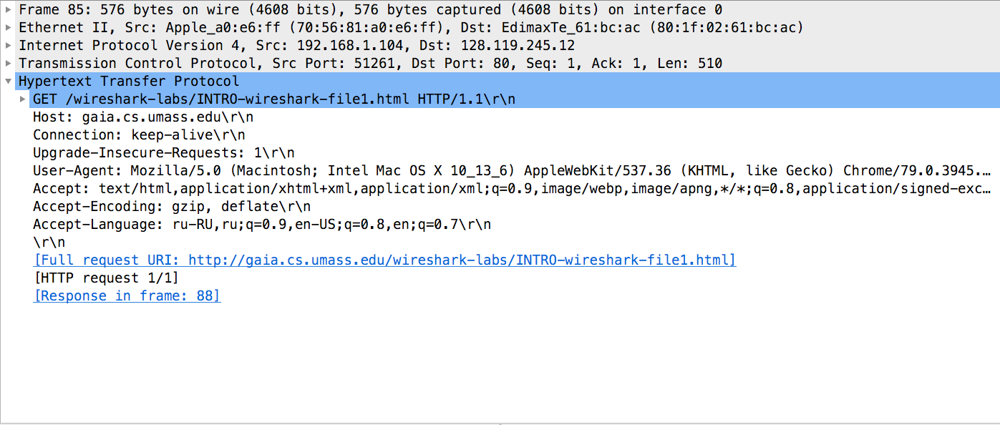 Frame 85: 576 bytes on wire (4608 bits), 576 bytes captured (4608 bits) on interface 0
Ethernet II, Src: Apple_a0:e6:ff (70:56:81:a0:e6:ff), Dst: EdimaxTe_61:bc:ac (80:1f:02:61:bc:ac)
Internet Protocol Version 4, Src: 192.168.1.104, Dst: 128.119.245.12
Transmission Control Protocol, Src Port: 51261, Dst Port: 80, Seq: 1, Ack: 1, Len: 510
Hypertext Transfer Protocol
GET /wireshark-labs/INTRO-wireshark-file1.html HTTP/1.1\r\n
Host: gaia.cs.umass.edu\r\n
Connection: keep-alive\r\n
Upgrade-Insecure-Requests: 1\r\n
User-Agent: Mozilla/5.0 (Macintosh; Intel Mac OS X 10_13_6) AppleWebKit/537.36 (KHTML, like Gecko) Chrome/79.0.3945.…
Accept: text/html,application/xhtml+xml,application/xml;q=0.9,image/webp,image/apng,*/*;q=0.8,application/signed-exc…
Accept-Encoding: gzip, deflate\r\n
Accept-Language: ru-RU,ru;q=0.9,en-US;q=0.8,en;q=0.7\r\n
\r\n
[Full request URI: http://gaia.cs.umass.edu/wireshark-labs/INTRO-wireshark-file1.html]
[HTTP request 1/1]
[Response in frame: 88]